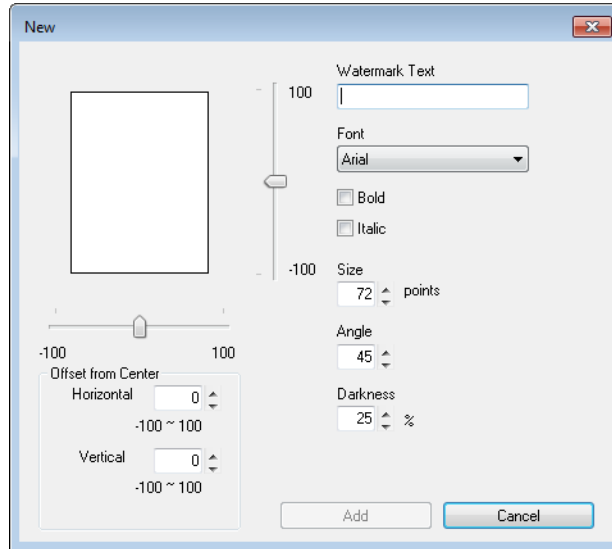 New
Watermark Text
100
Font
Arial
Bold
Italic
-100
Size
72 points
-100 100
Angle
45
Offset from Center
Horizontal 0
-100 ~ 100
Darkness
25 %
Vertical 0
-100 ~ 100
Add Cancel